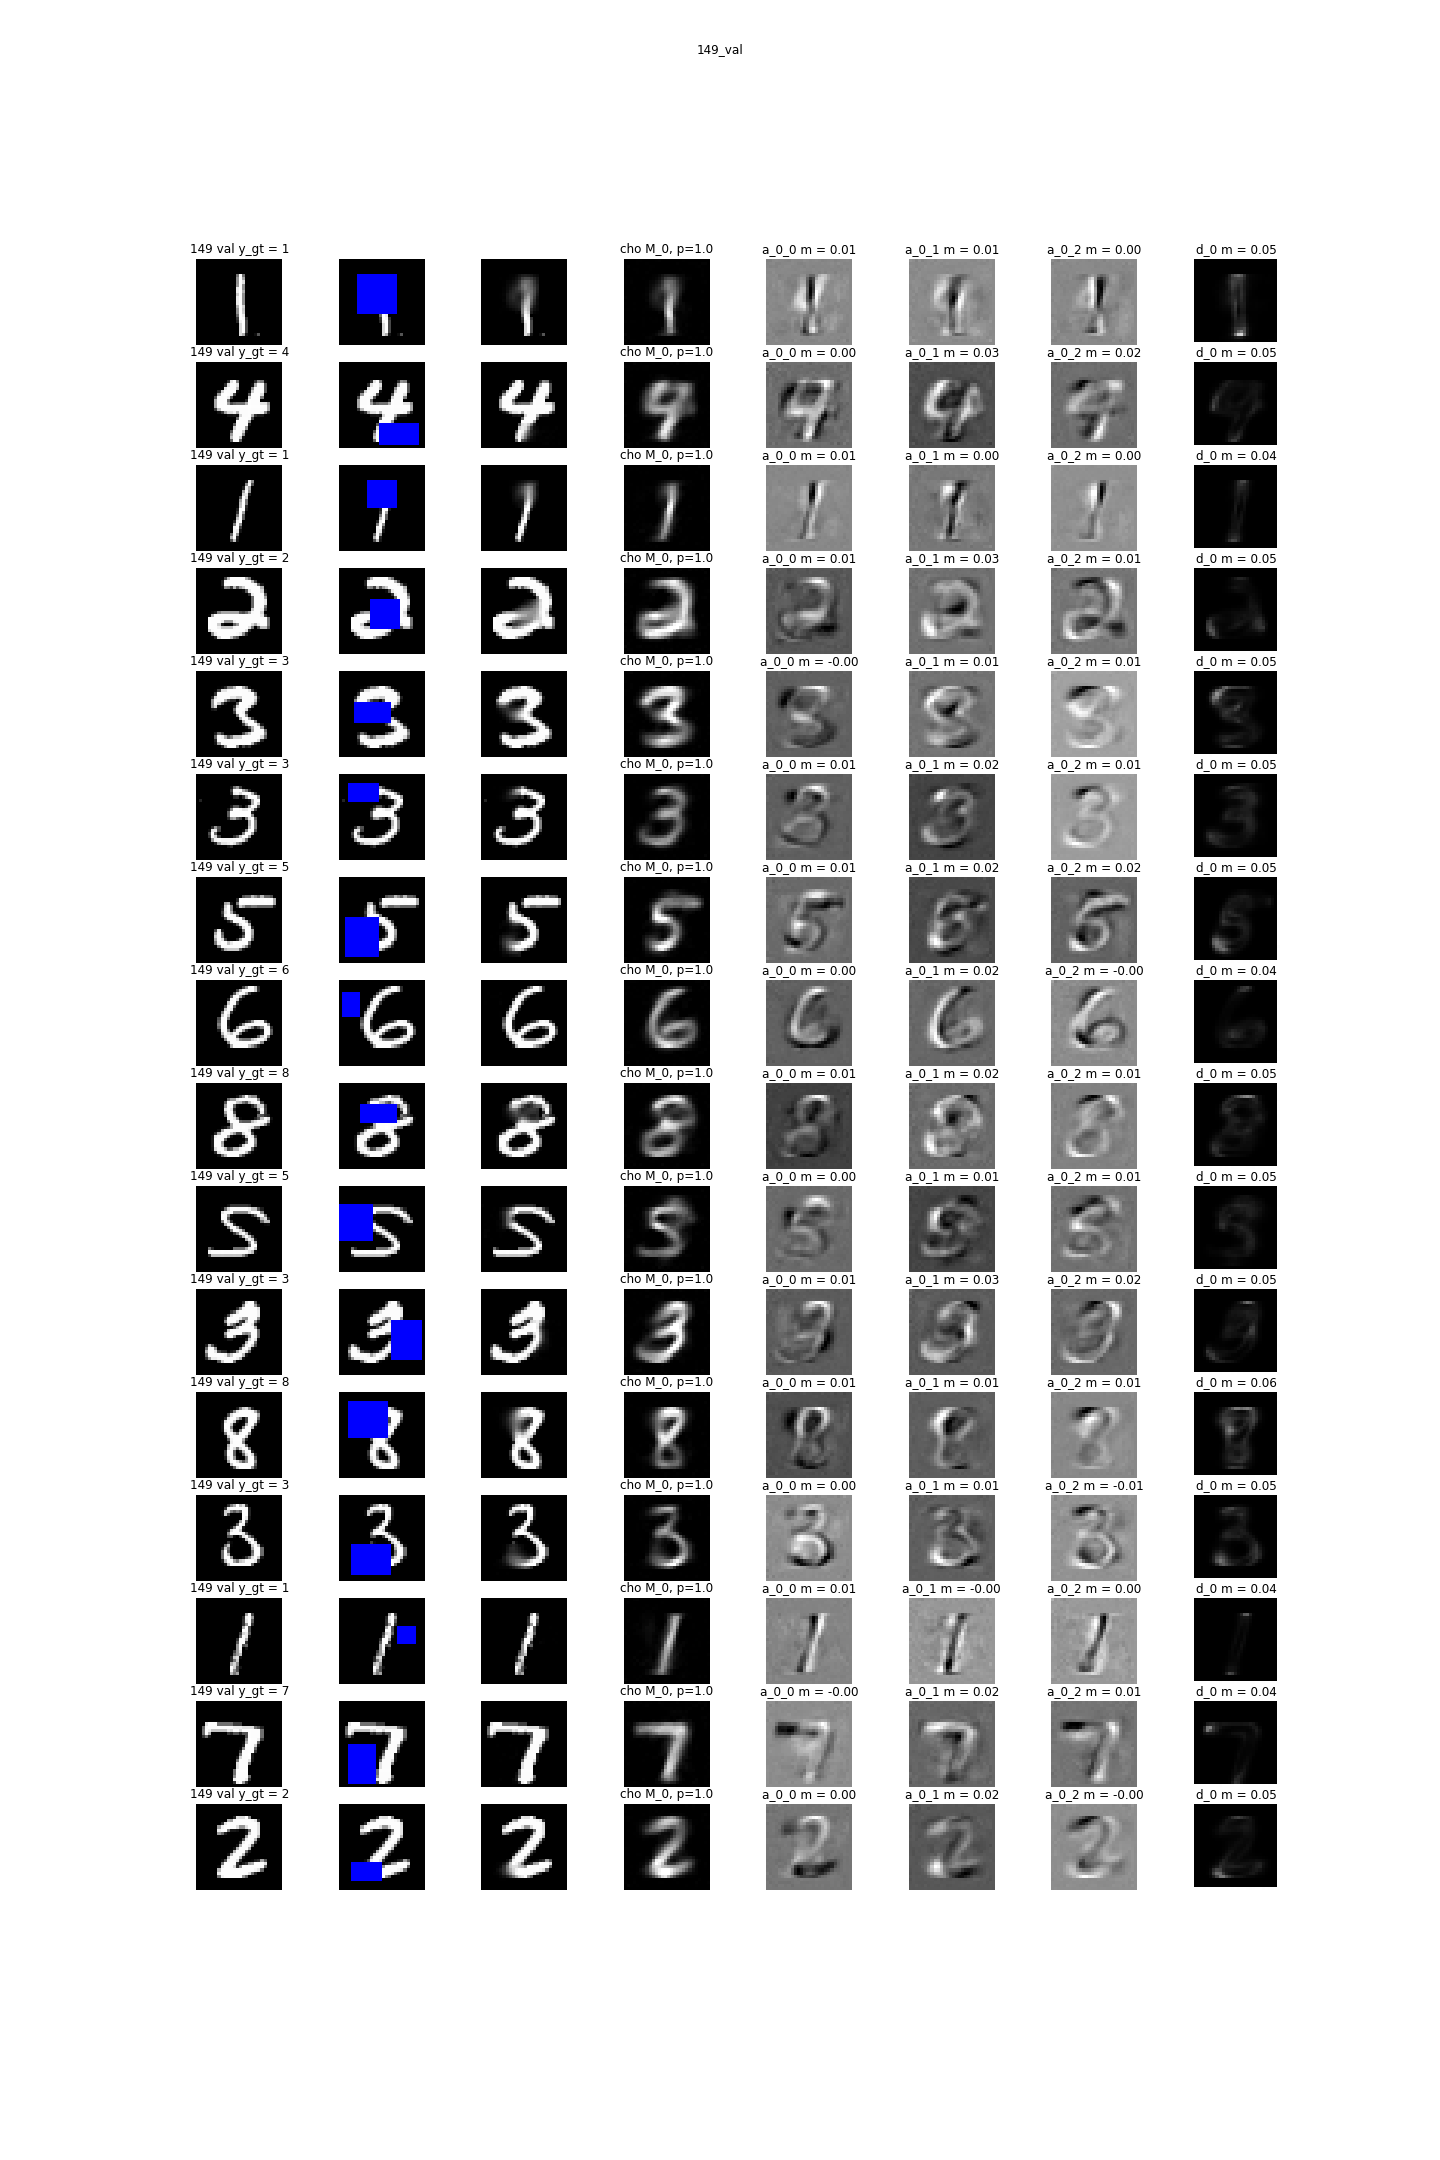 149_val
149 val y_gt = 1 cho M_0, p=1.0 a_0_0 m = 0.01 a_0_1 m = 0.01 a_0_2 m = 0.00 d_0 m = 0.05
149 val y_gt = 4 cho M_0, p=1.0 a_0_0 m = 0.00 a_0_1 m = 0.03 a_0_2 m = 0.02 d_0 m = 0.05
149 val y_gt = 1 cho M_0, p=1.0 a_0_0 m = 0.01 a_0_1 m = 0.00 a_0_2 m = 0.00 d_0 m = 0.04
149 val y_gt = 2 cho M_0, p=1.0 a_0_0 m = 0.01 a_0_1 m = 0.03 a_0_2 m = 0.01 d_0 m = 0.05
149 val y_gt = 3 cho M_0, p=1.0 a_0_0 m = -0.00 a_0_1 m = 0.01 a_0_2 m = 0.01 d_0 m = 0.05
149 val y_gt = 3 cho M_0, p=1.0 a_0_0 m = 0.01 a_0_1 m = 0.02 a_0_2 m = 0.01 d_0 m = 0.05
149 val y_gt = 5 cho M_0, p=1.0 a_0_0 m = 0.01 a_0_1 m = 0.02 a_0_2 m = 0.02 d_0 m = 0.05
149 val y_gt = 6 cho M_0, p=1.0 a_0_0 m = 0.00 a_0_1 m = 0.02 a_0_2 m = -0.00 d_0 m = 0.04
149 val y_gt = 8 cho M_0, p=1.0 a_0_0 m = 0.01 a_0_1 m = 0.02 a_0_2 m = 0.01 d_0 m = 0.05
149 val y_gt = 5 cho M_0, p=1.0 a_0_0 m = 0.00 a_0_1 m = 0.01 a_0_2 m = 0.01 d_0 m = 0.05
149 val y_gt = 3 cho M_0, p=1.0 a_0_0 m = 0.01 a_0_1 m = 0.03 a_0_2 m = 0.02 d_0 m = 0.05
149 val y_gt = 8 cho M_0, p=1.0 a_0_0 m = 0.01 a_0_1 m = 0.01 a_0_2 m = 0.01 d_0 m = 0.06
149 val y_gt = 3 cho M_0, p=1.0 a_0_0 m = 0.00 a_0_1 m = 0.01 a_0_2 m = -0.01 d_0 m = 0.05
149 val y_gt = 1 cho M_0, p=1.0 a_0_0 m = 0.01 a_0_1 m = -0.00 a_0_2 m = 0.00 d_0 m = 0.04
149 val y_gt = 7 cho M_0, p=1.0 a_0_0 m = -0.00 a_0_1 m = 0.02 a_0_2 m = 0.01 d_0 m = 0.04
149 val y_gt = 2 cho M_0, p=1.0 a_0_0 m = 0.00 a_0_1 m = 0.02 a_0_2 m = -0.00 d_0 m = 0.05